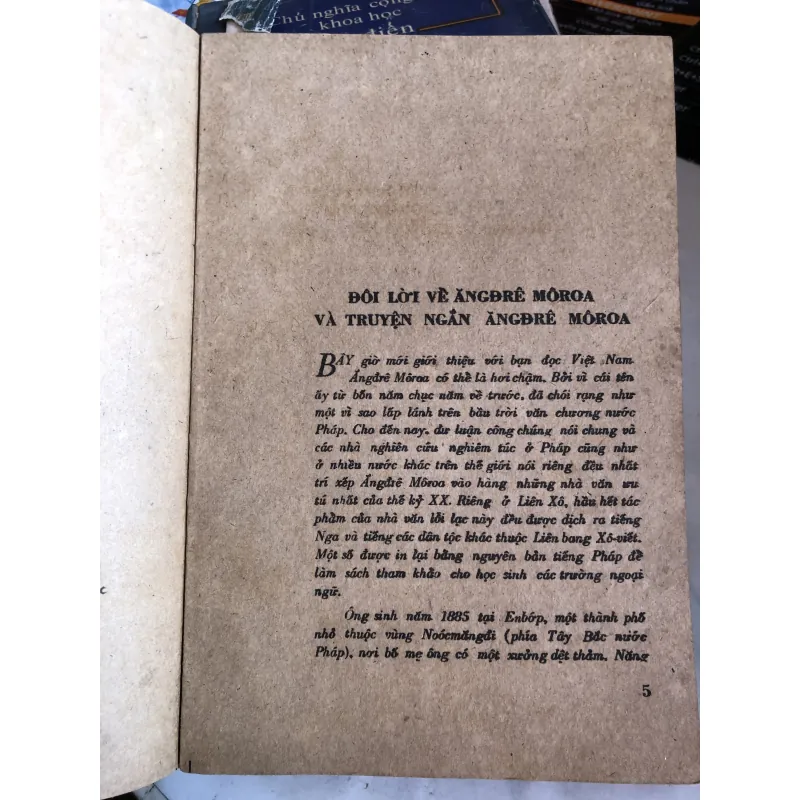 Chủ nghĩa cộng
khoa học
điển
ĐÔI LỜI VỀ ĂNGĐRÊ MÔROA
VÀ TRUYỆN NGẮN ĂNGĐRÊ MÔROA
BÂY giờ mới giới thiệu với bạn đọc Việt Nam
Ăngđrê Môroa có thể là hơi chậm. Bởi vì cái tên
ấy từ bốn năm chục năm về trước, đã chói rạng như
một vì sao lấp lánh trên bầu trời văn chương nước
Pháp. Cho đến nay, dư luận công chúng nói chung và
các nhà nghiên cứu nghiêm túc ở Pháp cũng như
ở nhiều nước khác trên thế giới nói riêng đều nhất
trí xếp Ăngđrê Môroa vào hàng những nhà văn ưu
tú nhất của thế kỷ XX. Riêng ở Liên Xô, hầu hết tác
phẩm của nhà văn lỗi lạc này đều được dịch ra tiếng
Nga và tiếng các dân tộc khác thuộc Liên bang Xô-viết.
Một số được in lại bằng nguyên bản tiếng Pháp để
làm sách tham khảo cho học sinh các trường ngoại
ngữ.
Ông sinh năm 1885 tại Enbơp, một thành phố
nhỏ thuộc vùng Noócmăngđi (phía Tây Bắc nước
Pháp), nơi bố mẹ ông có một xưởng dệt thảm. Năng
5